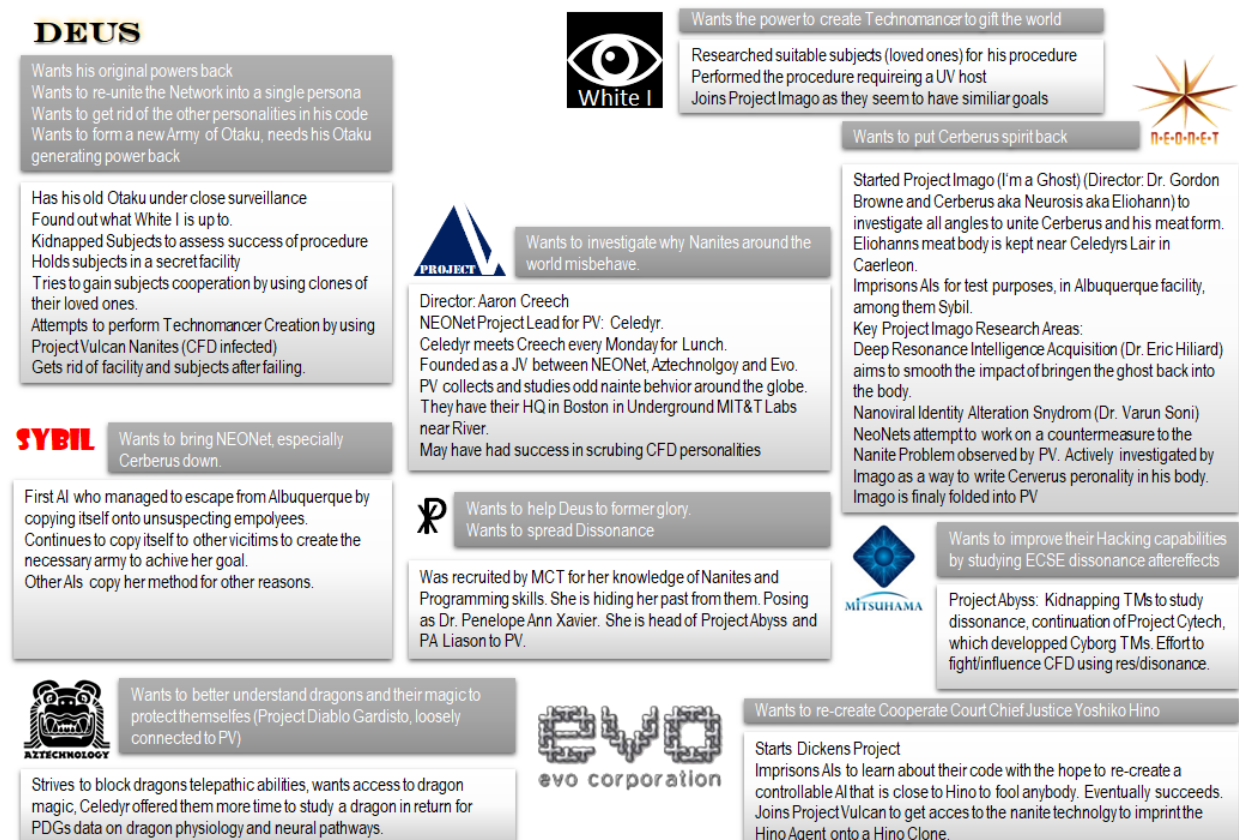 DEUS
Wants his original powers back
Wants to re-unite the Network into a single persona
Wants to get rid of the other personalities in his code
Wants to form a new Army of Otaku, needs his Otaku
generating power back
Has his old Otaku under close surveillance
Found out what White I is up to.
Kidnapped Subjects to assess success of procedure
Holds subjects in a secret facility
Tries to gain subjects cooperation by using clones of
their loved ones.
Attempts to perform Technomancer Creation by using
Project Vulcan Nanites (CFD infected)
Gets rid of facility and subjects after failing.
White I
Wants the power to create Technomancer to gift the world
Researched suitable subjects (loved ones) for his procedure
Performed the procedure requireing a UV host
Joins Project Imago as they seem to have similiar goals
N•E•O•N•E•T
Wants to put Cerberus spirit back
Started Project Imago (I'm a Ghost) (Director: Dr. Gordon
Browne and Cerberus aka Neurosis aka Eliohann) to
investigate all angles to unite Cerberus and his meat form.
Eliohanns meat body is kept near Celedyrs Lair in
Caerleon.
Imprisons AIs for test purposes, in Albuquerque facility,
among them Sybil.
Key Project Imago Research Areas:
Deep Resonance Intelligence Acquisition (Dr. Eric Hiliard)
aims to smooth the impact of bringen the ghost back into
the body.
Nanoviral Identity Alteration Snydrom (Dr. Varun Soni)
NeoNets attempt to work on a countermeasure to the
Nanite Problem observed by PV. Actively investigated by
Imago as a way to write Cerverus peronality in his body.
Imago is finaly folded into PV
PROJECT V
Wants to investigate why Nanites around the
world misbehave.
Director: Aaron Creech
NEONet Project Lead for PV: Celedyr.
Celedyr meets Creech every Monday for Lunch.
Founded as a JV between NEONet, Aztechnolgoy and Evo.
PV collects and studies odd nainte behvior around the globe.
They have their HQ in Boston in Underground MIT&T Labs
near River.
May have had success in scrubing CFD personalities
SYBIL
Wants to bring NEONet, especially
Cerberus down.
First AI who managed to escape from Albuquerque by
copying itself onto unsuspecting empolyees.
Continues to copy itself to other vicitims to create the
necessary army to achive her goal.
Other AIs copy her method for other reasons.
Wants to help Deus to former glory.
Wants to spread Dissonance
Was recruited by MCT for her knowledge of Nanites and
Programming skills. She is hiding her past from them. Posing
as Dr. Penelope Ann Xavier. She is head of Project Abyss and
PA Liason to PV.
MITSUHAMA
Wants to improve their Hacking capabilities
by studying ECSE dissonance aftereffects
Project Abyss: Kidnapping TMs to study
dissonance, continuation of Project Cytech,
which developped Cyborg TMs. Effort to
fight/influence CFD using res/disonance.
AZTECHNOLOGY
Wants to better understand dragons and their magic to
protect themselfes (Project Diablo Gardisto, loosely
connected to PV)
Strives to block dragons telepathic abilities, wants access to dragon
magic, Celedyr offered them more time to study a dragon in return for
PDGs data on dragon physiology and neural pathways.
evo
evo corporation
Wants to re-create Cooperate Court Chief Justice Yoshiko Hino
Starts Dickens Project
Imprisons AIs to learn about their code with the hope to re-create a
controllable AI that is close to Hino to fool anybody. Eventually succeeds.
Joins Project Vulcan to get acces to the nanite technolgy to imprint the
Hino Agent onto a Hino Clone.